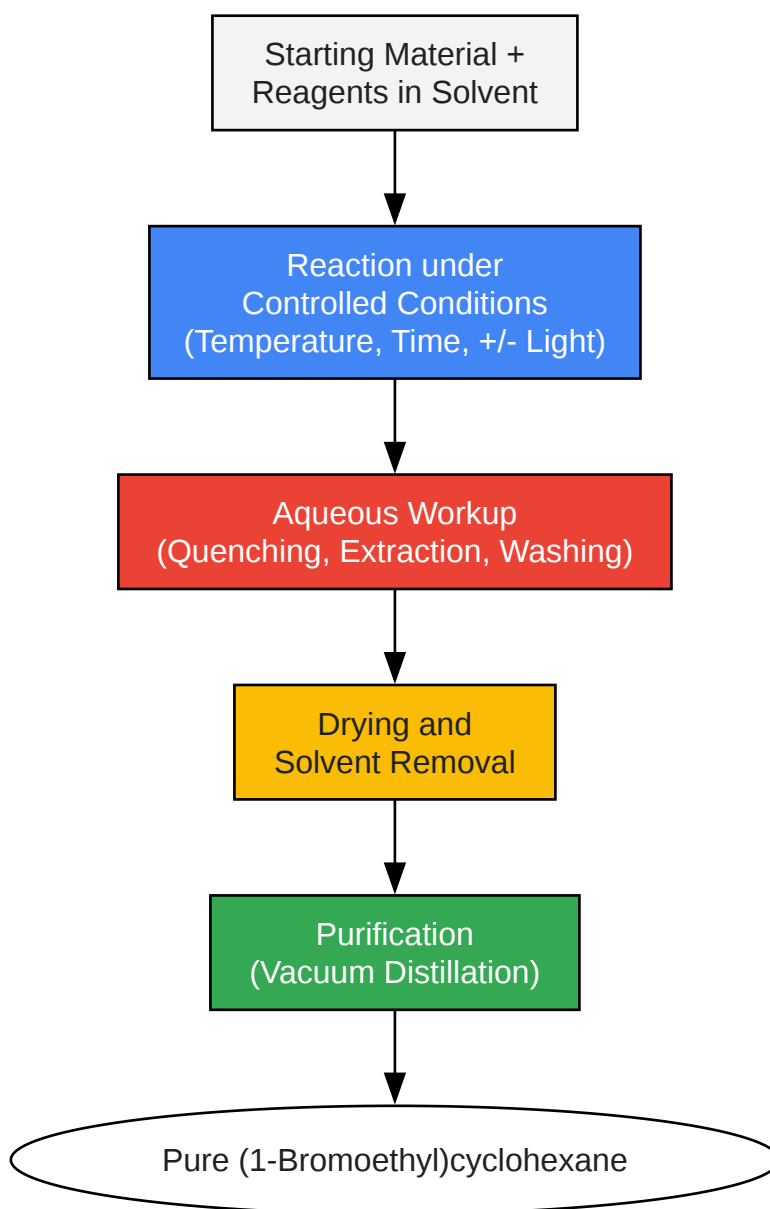 Starting Material +
Reagents in Solvent
Reaction under
Controlled Conditions
(Temperature, Time, +/- Light)
Aqueous Workup
(Quenching, Extraction, Washing)
Drying and
Solvent Removal
Purification
(Vacuum Distillation)
Pure (1-Bromoethyl)cyclohexane